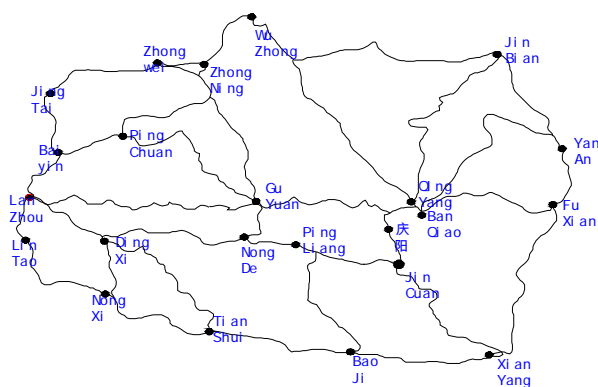 Wu
Zhong
Jin
Bian
Zhong
wei
Zhong
Ning
Jing
Tai
Ping
Chuan
Bai
yin
Yan
An
Lan
Zhou
Gu
Yuan
Qing
Yang
Ban
Qiao
Fu
Xian
庆
阳
Lin
Tao
Ding
Xi
Nong
De
Ping
Liang
Jin
Cuan
Nong
Xi
Tian
Shui
Bao
Ji
Xian
Yang